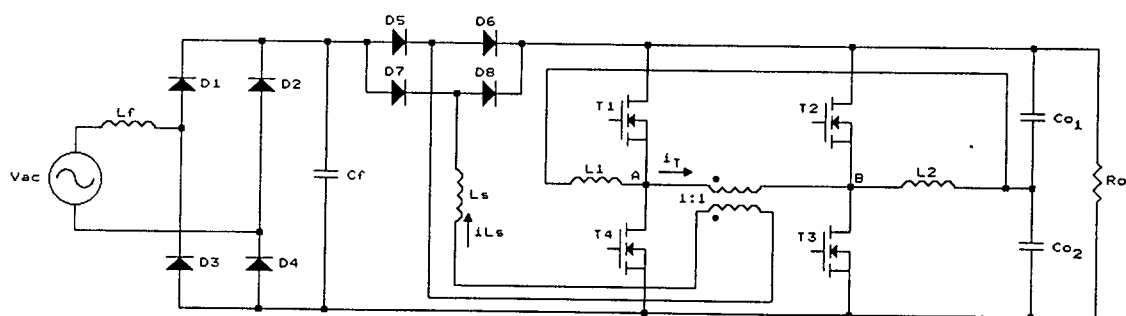 D5 D6
D1 D2 D7 D8
Lf T1 T2 Co1
Vac Cf iT
Ls L1 A B L2 Ro
1:1
iLs T4 T3 Co2
D3 D4